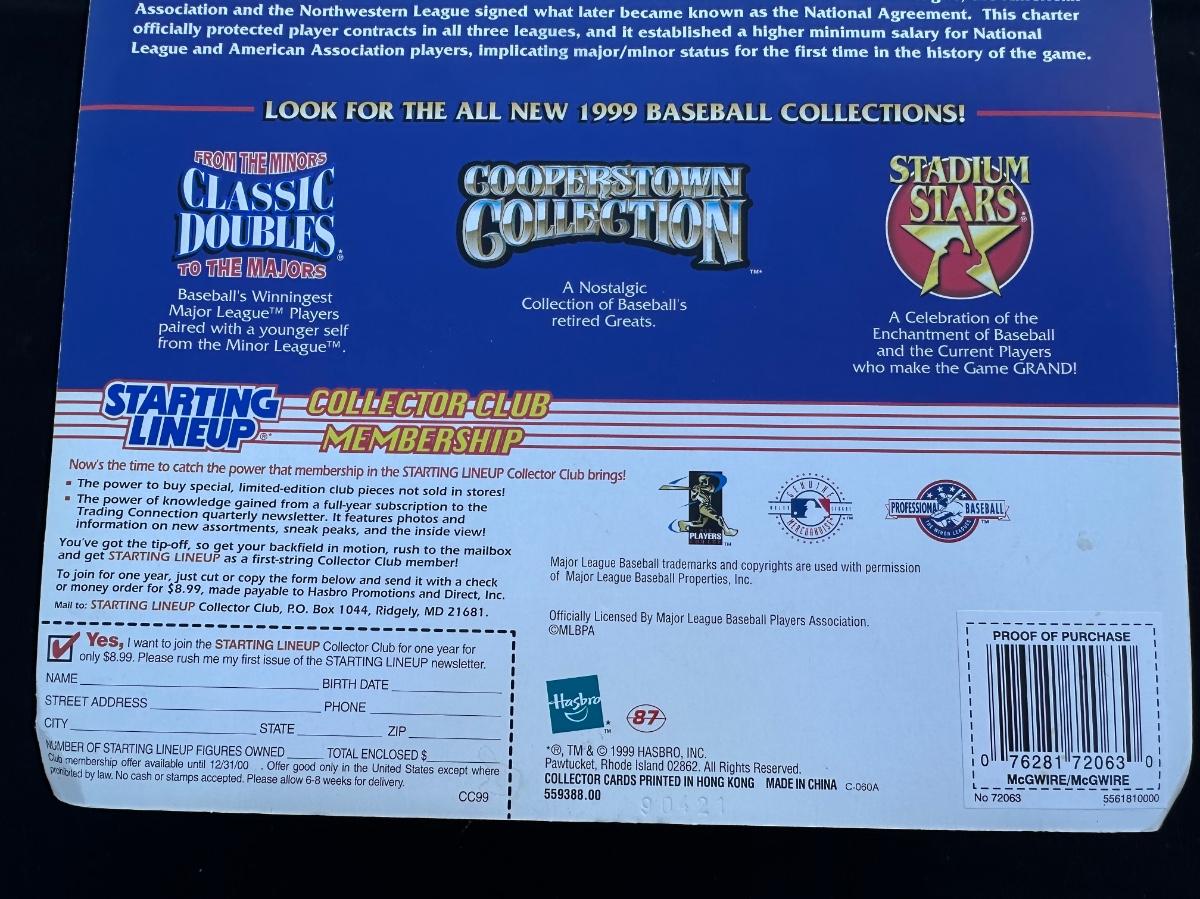 Association and the Northwestern League signed what later became known as the National Agreement. This charter
officially protected player contracts in all three leagues, and it established a higher minimum salary for National
League and American Association players, implicating major/minor status for the first time in the history of the game.
LOOK FOR THE ALL NEW 1999 BASEBALL COLLECTIONS!
FROM THE MINORS
CLASSIC
DOUBLES®*
TO THE MAJORS
Baseball's Winningest
Major League™ Players
paired with a younger self
from the Minor League™.
COOPERSTOWN
COLLECTION
™*
A Nostalgic
Collection of Baseball's
retired Greats.
STADIUM
STARS®*
A Celebration of the
Enchantment of Baseball
and the Current Players
who make the Game GRAND!
STARTING
LINEUP®*
COLLECTOR CLUB
MEMBERSHIP
Now's the time to catch the power that membership in the STARTING LINEUP Collector Club brings!
▪ The power to buy special, limited-edition club pieces not sold in stores!
▪ The power of knowledge gained from a full-year subscription to the
Trading Connection quarterly newsletter. It features photos and
information on new assortments, sneak peaks, and the inside view!
You've got the tip-off, so get your backfield in motion, rush to the mailbox
and get STARTING LINEUP as a first-string Collector Club member!
To join for one year, just cut or copy the form below and send it with a check
or money order for $8.99, made payable to Hasbro Promotions and Direct, Inc.
Mail to: STARTING LINEUP Collector Club, P.O. Box 1044, Ridgely, MD 21681.
Yes, I want to join the STARTING LINEUP Collector Club for one year for
only $8.99. Please rush me my first issue of the STARTING LINEUP newsletter.
NAME BIRTH DATE
STREET ADDRESS PHONE
CITY STATE ZIP
NUMBER OF STARTING LINEUP FIGURES OWNED TOTAL ENCLOSED $
Club membership offer available until 12/31/00 . Offer good only in the United States except where
prohibited by law. No cash or stamps accepted. Please allow 6-8 weeks for delivery.
CC99
PLAYERS
™
GENUINE
MAJOR LEAGUE
MERCHANDISE
™
PROFESSIONAL BASEBALL
THE MINOR LEAGUES
™
Major League Baseball trademarks and copyrights are used with permission
of Major League Baseball Properties, Inc.
Officially Licensed By Major League Baseball Players Association.
©MLBPA
Hasbro
™*
87
*®, TM & © 1999 HASBRO, INC.
Pawtucket, Rhode Island 02862. All Rights Reserved.
COLLECTOR CARDS PRINTED IN HONG KONG MADE IN CHINA C-060A
559388.00
90421
PROOF OF PURCHASE
0 76281 72063 0
McGWIRE/McGWIRE
No 72063 5561810000